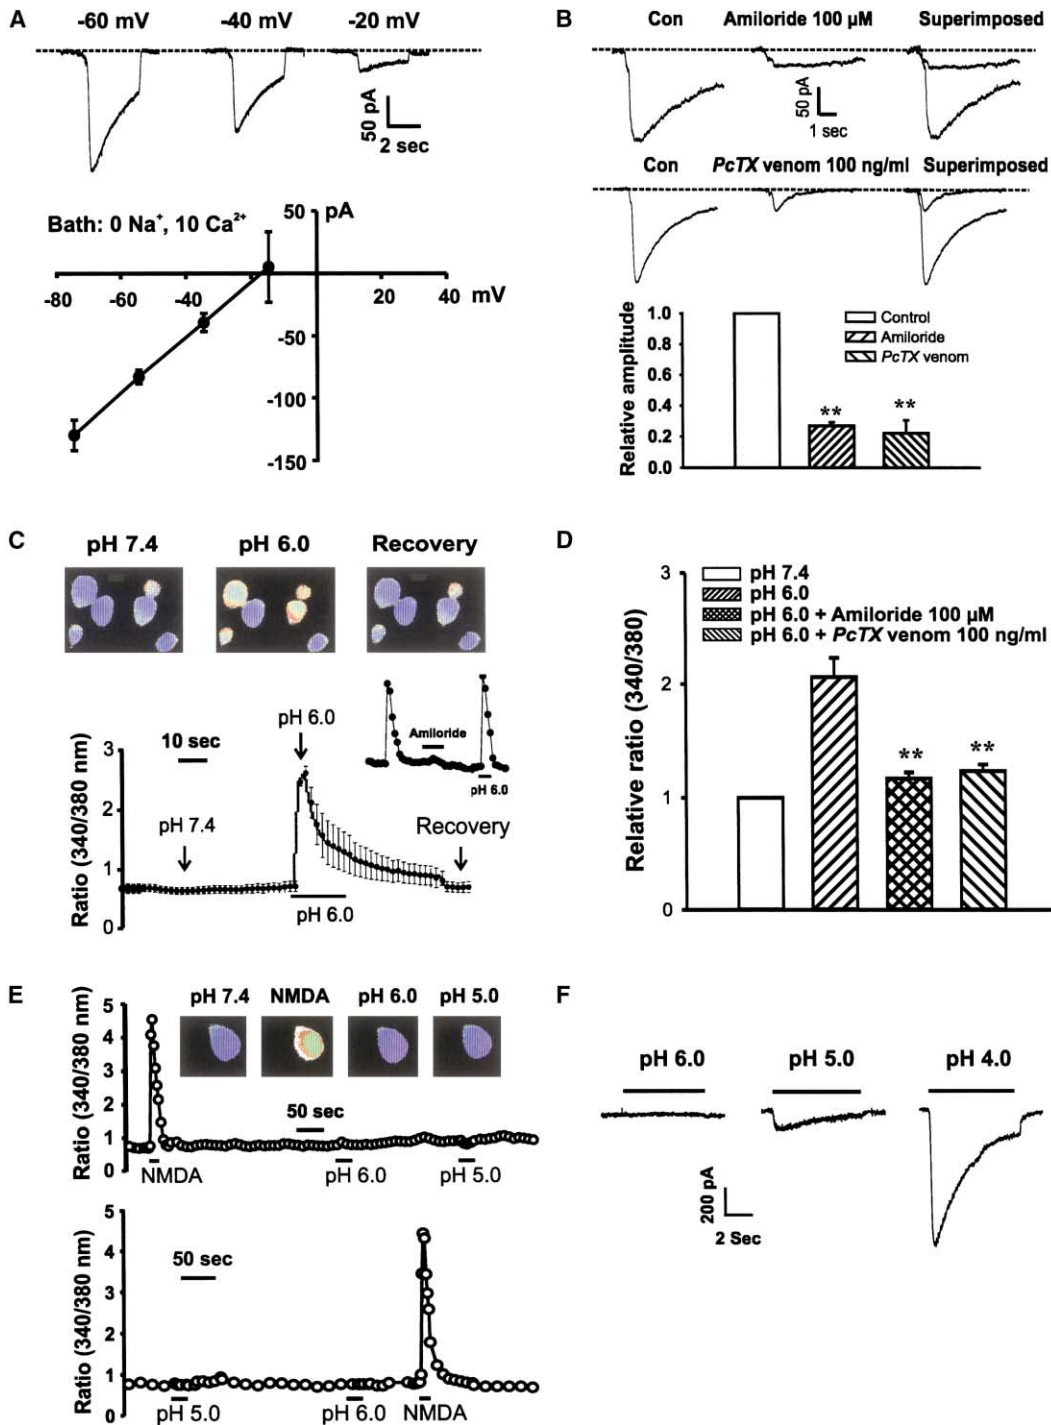 A
-60 mV -40 mV -20 mV
50 pA
2 sec
Bath: 0 Na⁺, 10 Ca²⁺
50 pA
-80 -60 -40 20 40 mV
-50
-100
-150
B
Con Amiloride 100 µM Superimposed
50 pA
1 sec
Con PcTX venom 100 ng/ml Superimposed
Relative amplitude
1.0
0.8
0.6
0.4
0.2
0.0
Control
Amiloride
PcTX venom
** **
C
pH 7.4 pH 6.0 Recovery
Ratio (340/380 nm)
3
2
1
0
10 sec
pH 7.4
pH 6.0
Amiloride
pH 6.0
Recovery
pH 6.0
D
Relative ratio (340/380)
3
2
1
0
pH 7.4
pH 6.0
pH 6.0 + Amiloride 100 µM
pH 6.0 + PcTX venom 100 ng/ml
** **
E
Ratio (340/380 nm)
5
4
3
2
1
0
pH 7.4 NMDA pH 6.0 pH 5.0
50 sec
NMDA pH 6.0 pH 5.0
Ratio (340/380 nm)
5
4
3
2
1
0
50 sec
pH 5.0 pH 6.0 NMDA
F
pH 6.0 pH 5.0 pH 4.0
200 pA
2 Sec